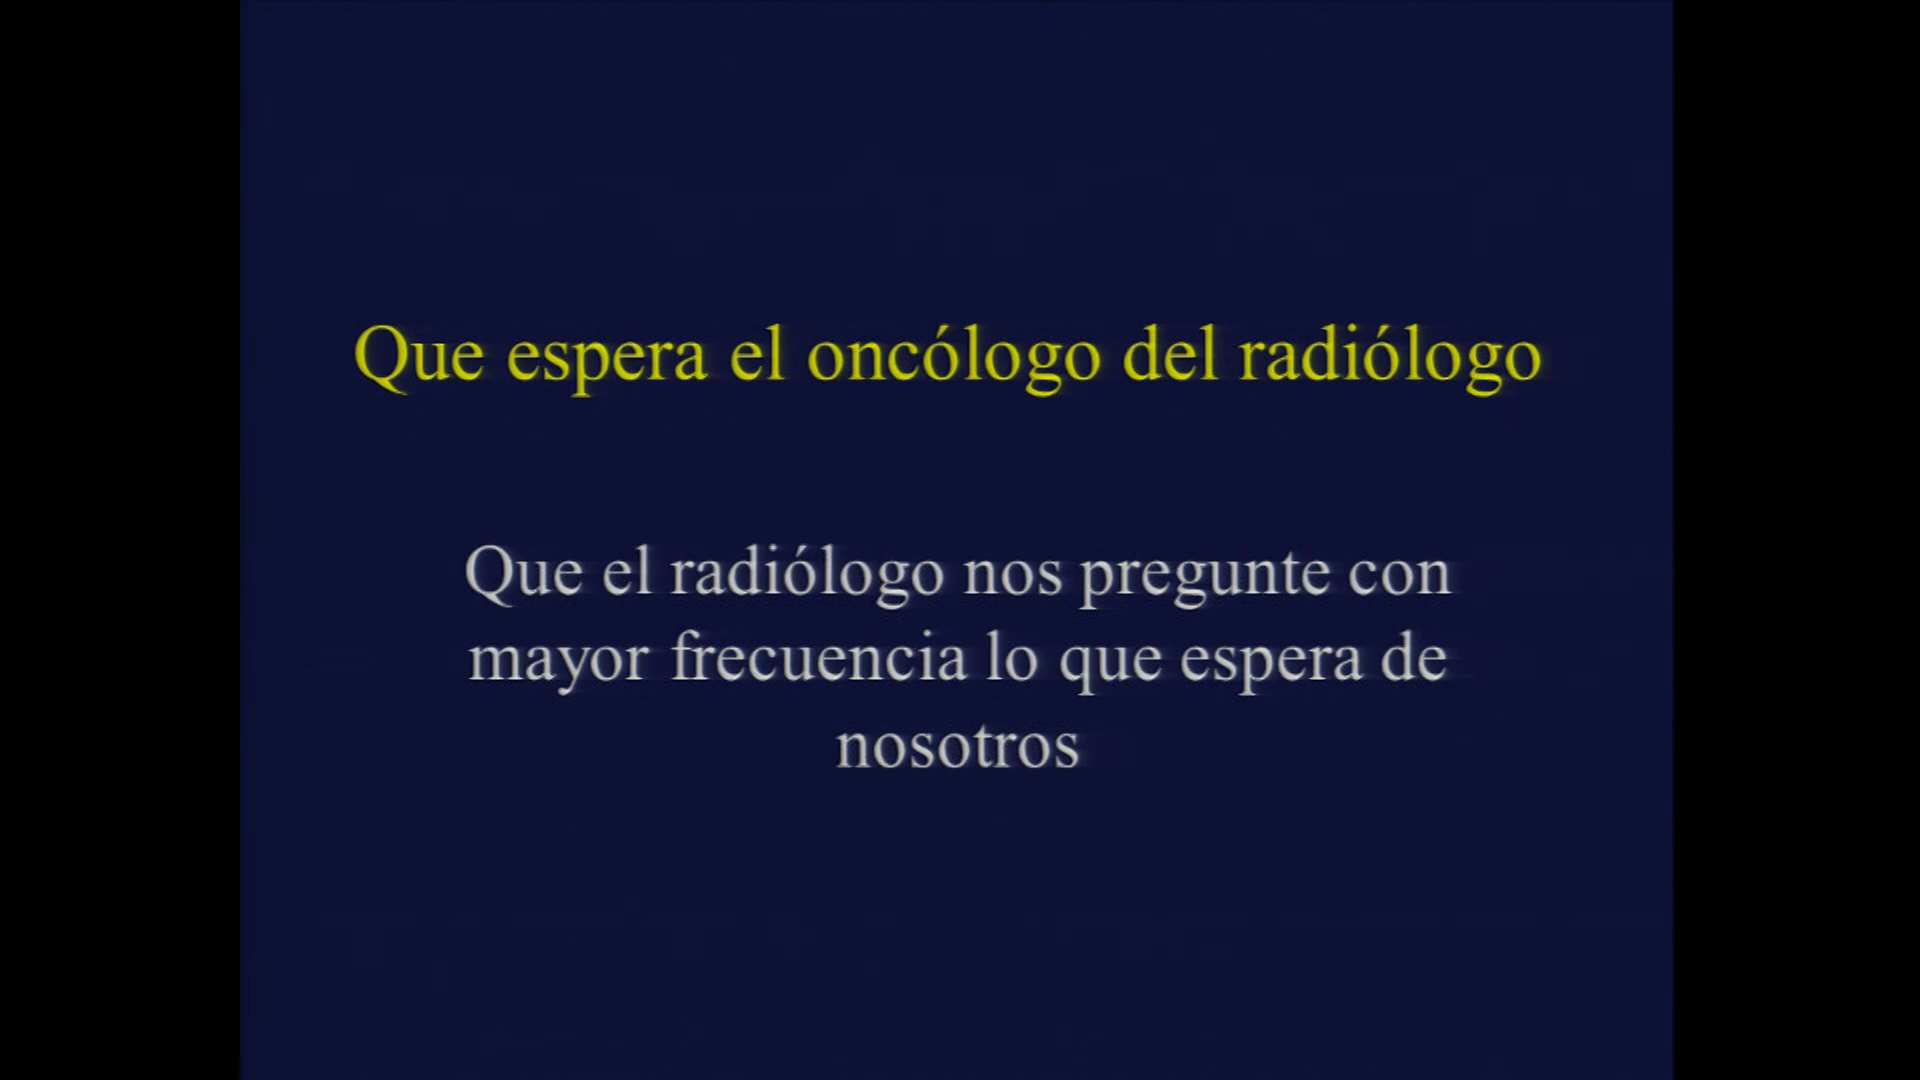 Que espera el oncólogo del radiólogo
Que el radiólogo nos pregunte con
mayor frecuencia lo que espera de
nosotros